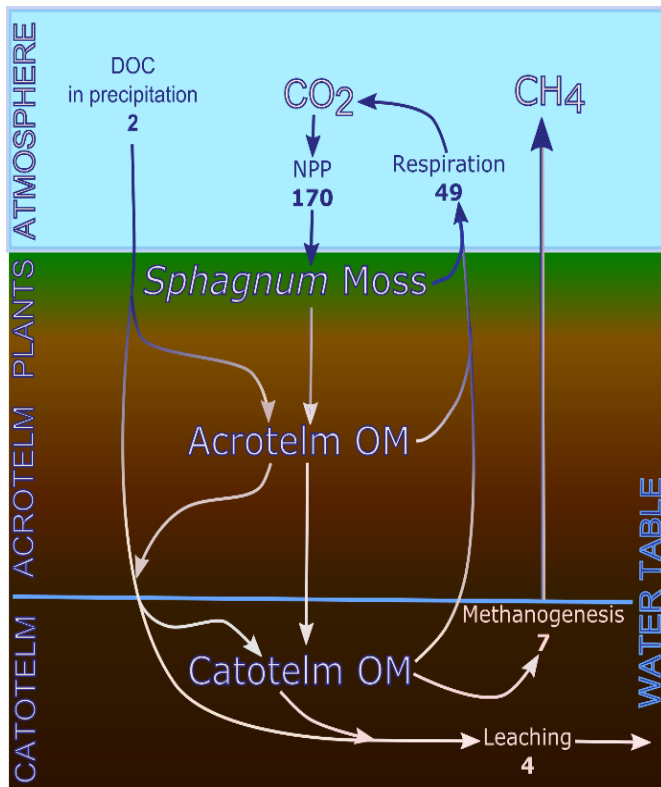 ATMOSPHERE
DOC
in precipitation
2
CO2
CH4
NPP
170
Respiration
49
PLANTS
Sphagnum Moss
ACROTELM
Acrotelm OM
WATER TABLE
CATOTELM
Methanogenesis
7
Catotelm OM
Leaching
4